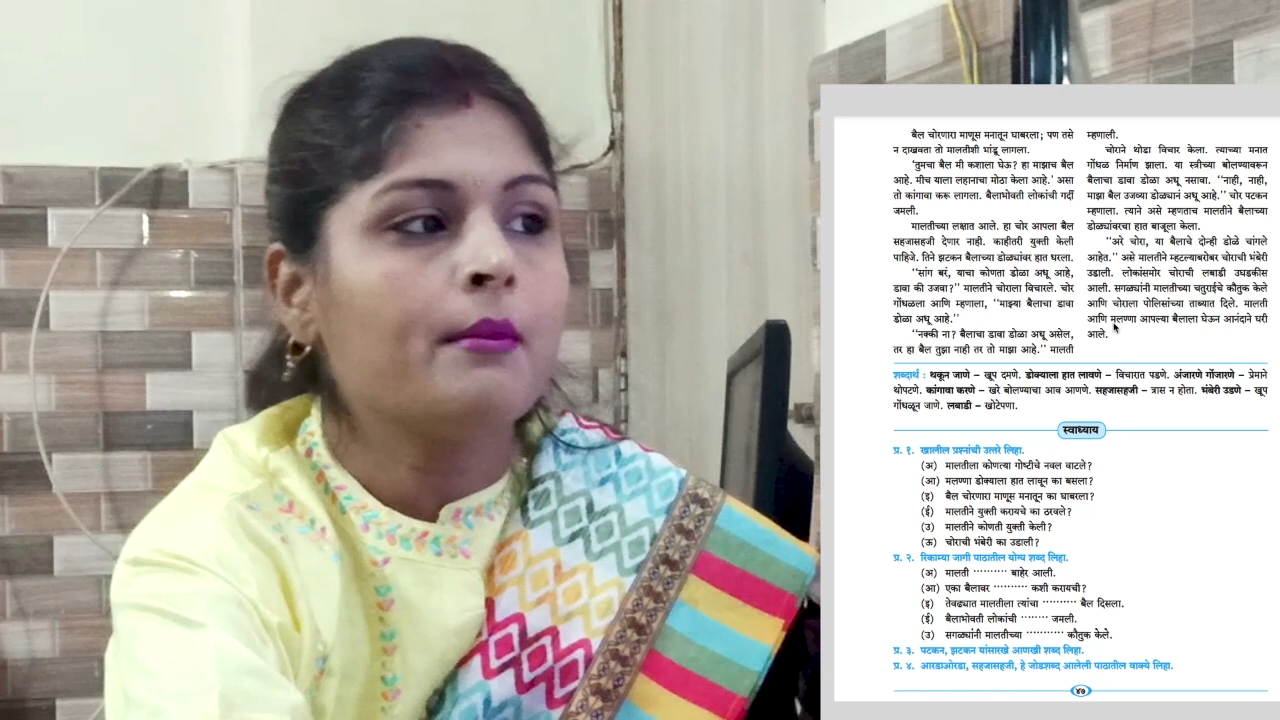 बैल चोरणारा माणूस मनातून घाबरला; पण तसे
न दाखवता तो मालतीशी भांडू लागला.
'तुमचा बैल मी कशाला घेऊ? हा माझाच बैल
आहे. मीच याला लहानाचा मोठा केला आहे.' असा
तो कांगावा करू लागला. बैलाभोवती लोकांची गर्दी
जमली.
मालतीच्या लक्षात आले. हा चोर आपला बैल
सहजासहजी देणार नाही. काहीतरी युक्ती केली
पाहिजे. तिने झटकन बैलाच्या डोळ्यांवर हात धरला.
''सांग बरं, याचा कोणता डोळा अधू आहे,
डावा की उजवा?'' मालतीने चोराला विचारले. चोर
गोंधळला आणि म्हणाला, ''माझ्या बैलाचा डावा
डोळा अधू आहे.''
''नक्की ना? बैलाचा डावा डोळा अधू असेल,
तर हा बैल तुझा नाही तर तो माझा आहे.'' मालती
म्हणाली.
चोराने थोडा विचार केला. त्याच्या मनात
गोंधळ निर्माण झाला. या स्त्रीच्या बोलण्यावरून
बैलाचा डावा डोळा अधू नसावा. ''नाही, नाही,
माझा बैल उजव्या डोळ्यानं अधू आहे.'' चोर पटकन
म्हणाला. त्याने असे म्हणताच मालतीने बैलाच्या
डोळ्यांवरचा हात बाजूला केला.
''अरे चोरा, या बैलाचे दोन्ही डोळे चांगले
आहेत.'' असे मालतीने म्हटल्याबरोबर चोराची भंबेरी
उडाली. लोकांसमोर चोराची लबाडी उघडकीस
आली. सगळ्यांनी मालतीच्या चतुराईचे कौतुक केले
आणि चोराला पोलिसांच्या ताब्यात दिले. मालती
आणि मलण्णा आपल्या बैलाला घेऊन आनंदाने घरी
आले.
शब्दार्थ : थकून जाणे – खूप दमणे. डोक्याला हात लावणे – विचारात पडणे. अंजारणे गोंजारणे – प्रेमाने
थोपटणे. कांगावा करणे – खरे बोलण्याचा आव आणणे. सहजासहजी – त्रास न होता. भंबेरी उडणे – खूप
गोंधळून जाणे. लबाडी – खोटेपणा.
स्वाध्याय
प्र. १. खालील प्रश्नांची उत्तरे लिहा.
(अ) मालतीला कोणत्या गोष्टीचे नवल वाटले?
(आ) मलण्णा डोक्याला हात लावून का बसला?
(इ) बैल चोरणारा माणूस मनातून का घाबरला?
(ई) मालतीने युक्ती करायचे का ठरवले?
(उ) मालतीने कोणती युक्ती केली?
(ऊ) चोराची भंबेरी का उडाली?
प्र. २. रिकाम्या जागी पाठातील योग्य शब्द लिहा.
(अ) मालती .......... बाहेर आली.
(आ) एका बैलावर .......... कशी करायची?
(इ) तेवढ्यात मालतीला त्यांचा .......... बैल दिसला.
(ई) बैलाभोवती लोकांची ........ जमली.
(उ) सगळ्यांनी मालतीच्या ........... कौतुक केले.
प्र. ३. पटकन, झटकन यांसारखे आणखी शब्द लिहा.
प्र. ४. आरडाओरडा, सहजासहजी, हे जोडशब्द आलेली पाठातील वाक्ये लिहा.
४७